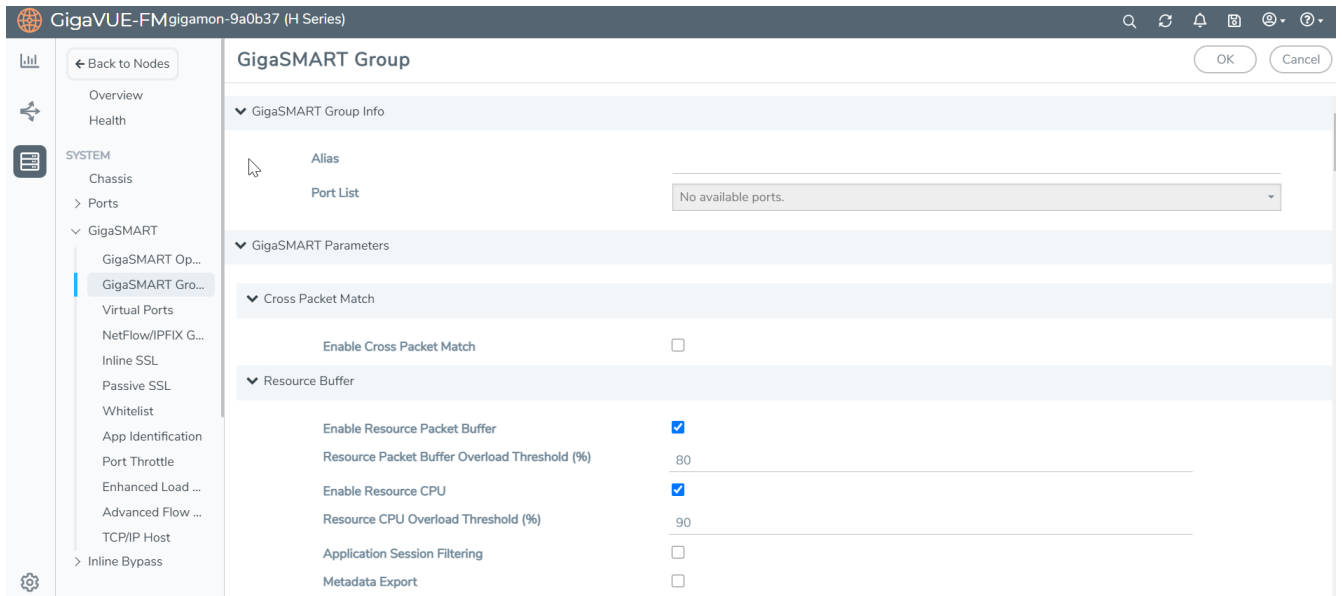 GigaVUE-FM gigamon-9a0b37 (H Series)
← Back to Nodes
Overview
Health
SYSTEM
Chassis
Ports
GigaSMART
GigaSMART Op...
GigaSMART Gro...
Virtual Ports
NetFlow/IPFIX G...
Inline SSL
Passive SSL
Whitelist
App Identification
Port Throttle
Enhanced Load ...
Advanced Flow ...
TCP/IP Host
Inline Bypass
GigaSMART Group
OK
Cancel
GigaSMART Group Info
Alias
Port List
No available ports.
GigaSMART Parameters
Cross Packet Match
Enable Cross Packet Match
Resource Buffer
Enable Resource Packet Buffer
Resource Packet Buffer Overload Threshold (%)
80
Enable Resource CPU
Resource CPU Overload Threshold (%)
90
Application Session Filtering
Metadata Export